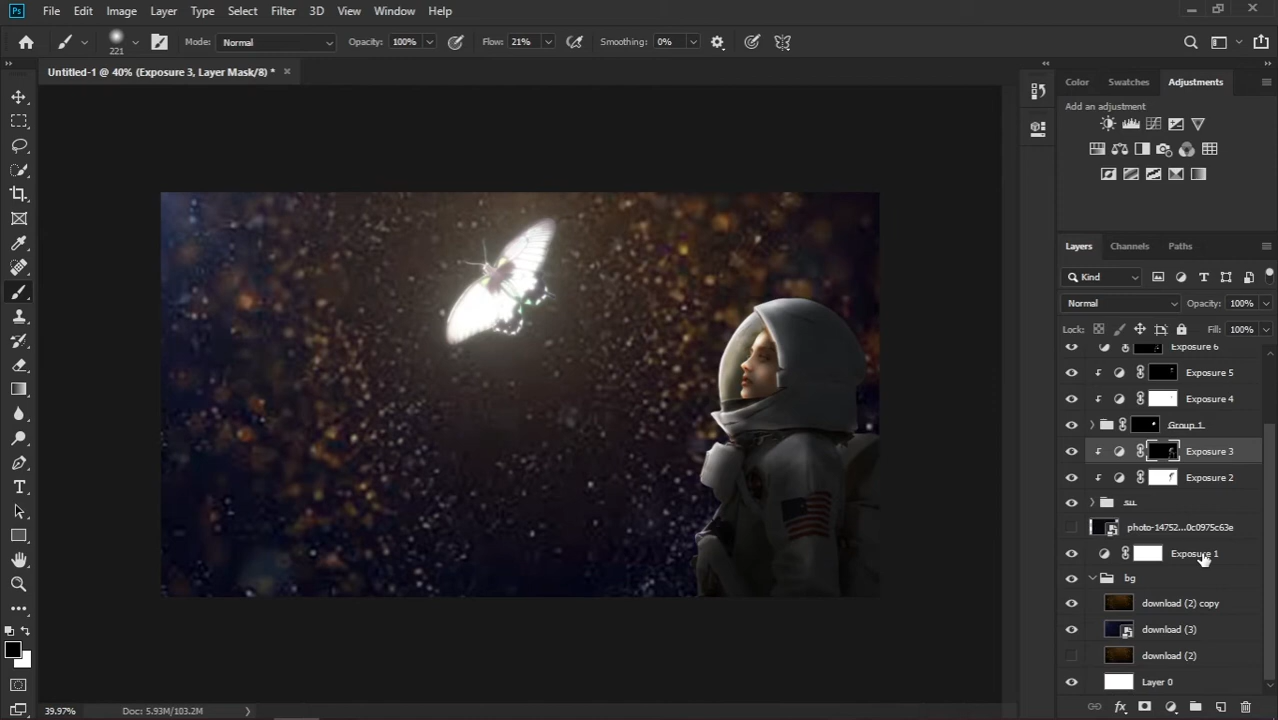 Ps File Edit Image Layer Type Select Filter 3D View Window Help
221 Mode: Normal Opacity: 100% Flow: 21% Smoothing: 0%
Untitled-1 @ 40% (Exposure 3, Layer Mask/8) *
Color Swatches Adjustments
Add an adjustment
Layers Channels Paths
Kind
Normal Opacity: 100%
Lock: Fill: 100%
Exposure 6
Exposure 5
Exposure 4
Group 1
Exposure 3
Exposure 2
photo-14752...0c0975c63e
Exposure 1
bg
download (2) copy
download (3)
download (2)
Layer 0
39.97% Doc: 5.93M/103.2M